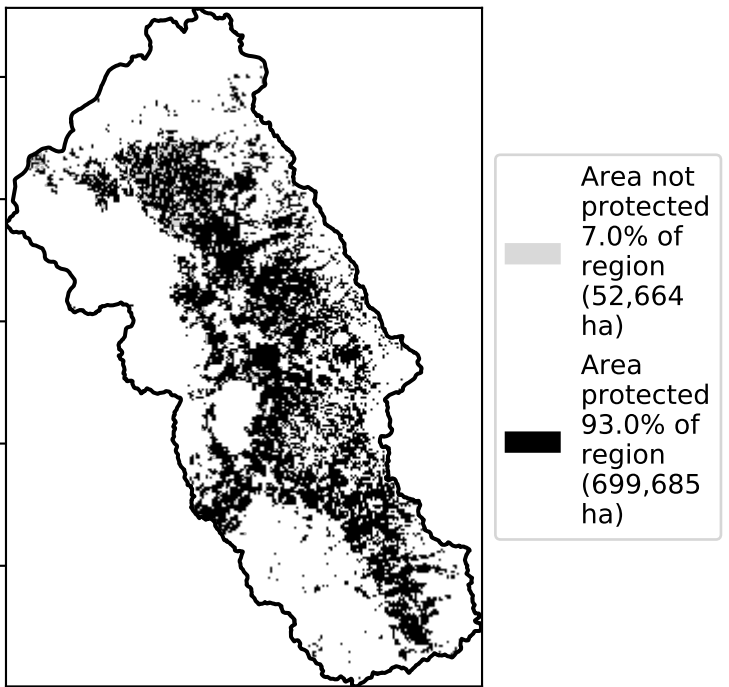 Area not
protected
7.0% of
region
(52,664
ha)
Area
protected
93.0% of
region
(699,685
ha)